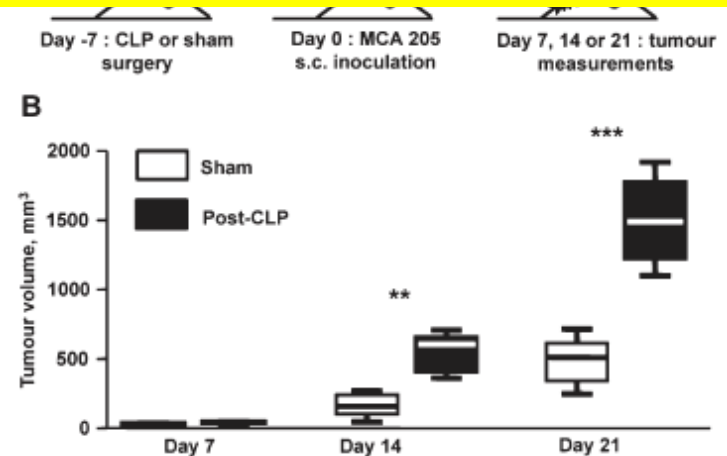 Day -7 : CLP or sham
surgery
Day 0 : MCA 205
s.c. inoculation
Day 7, 14 or 21 : tumour
measurements
B
***
2000
Sham
Post-CLP
1500
1000
**
500
0
Tumour volume, mm³
Day 7
Day 14
Day 21